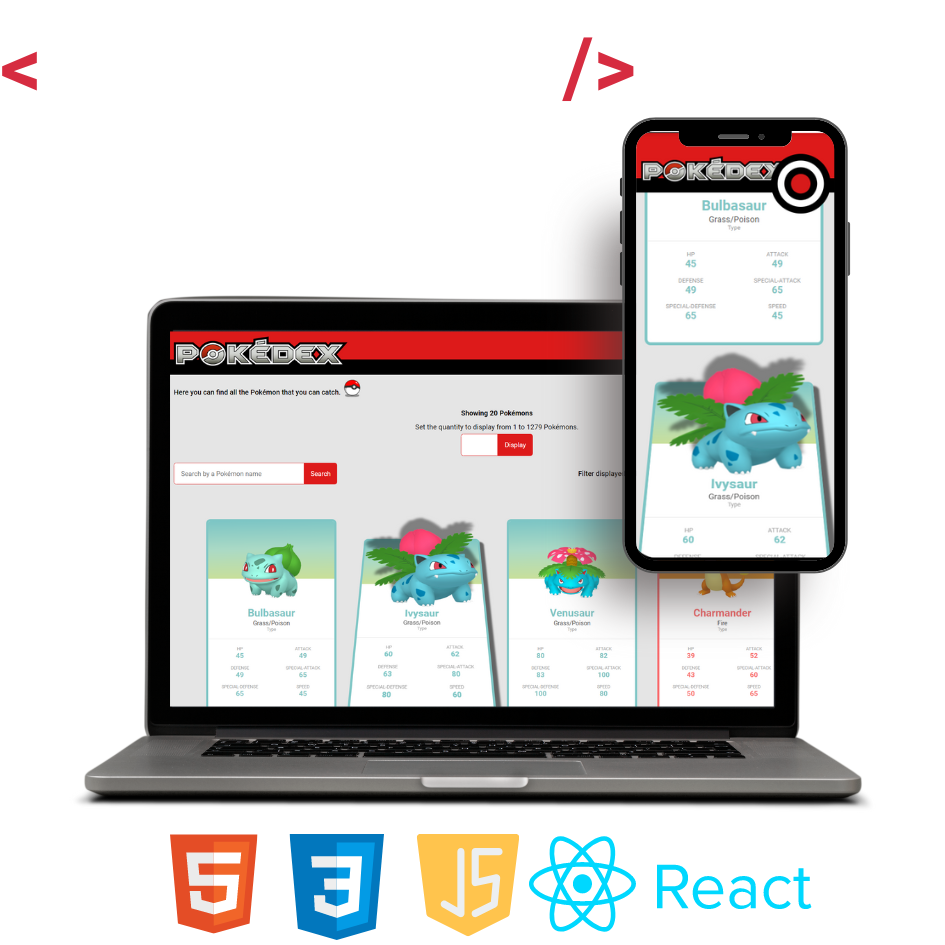 < />
POKÉDEX
Bulbasaur
Grass/Poison
Type
HP ATTACK
45 49
DEFENSE SPECIAL-ATTACK
49 65
SPECIAL-DEFENSE SPEED
65 45
Ivysaur
Grass/Poison
Type
HP ATTACK
60 62
DEFENSE SPECIAL-ATTACK
POKÉDEX
Here you can find all the Pokémon that you can catch.
Showing 20 Pokémons
Set the quantity to display from 1 to 1279 Pokémons.
Display
Search by a Pokémon name Search Filter displaye
Bulbasaur Ivysaur Venusaur Charmander
Grass/Poison Grass/Poison Grass/Poison Fire
Type Type Type Type
HP ATTACK HP ATTACK HP ATTACK HP ATTACK
45 49 60 62 80 82 39 52
DEFENSE SPECIAL-ATTACK DEFENSE SPECIAL-ATTACK DEFENSE SPECIAL-ATTACK DEFENSE SPECIAL-ATTACK
49 65 63 80 83 100 43 60
SPECIAL-DEFENSE SPEED SPECIAL-DEFENSE SPEED SPECIAL-DEFENSE SPEED SPECIAL-DEFENSE SPEED
65 45 80 60 100 80 50 65
5 3 JS React